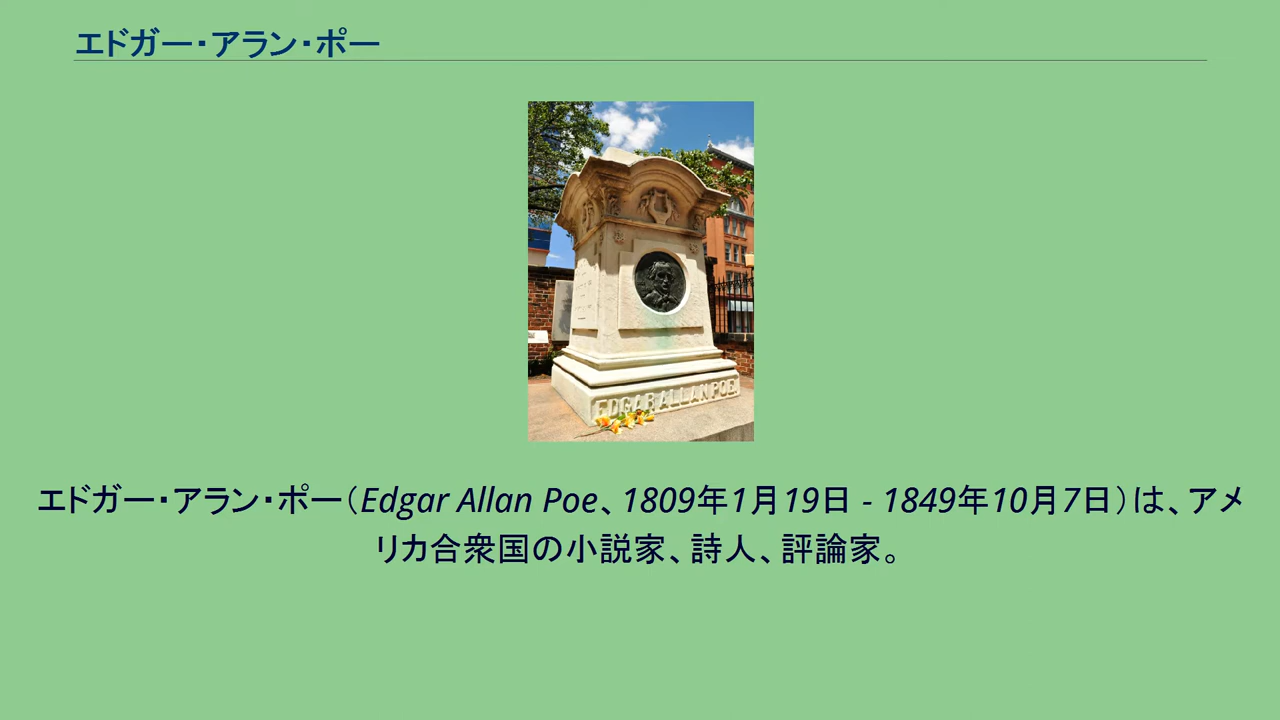 エドガー・アラン・ポー
EDGAR ALLAN POE
エドガー・アラン・ポー（Edgar Allan Poe、1809年1月19日 - 1849年10月7日）は、アメ
リカ合衆国の小説家、詩人、評論家。